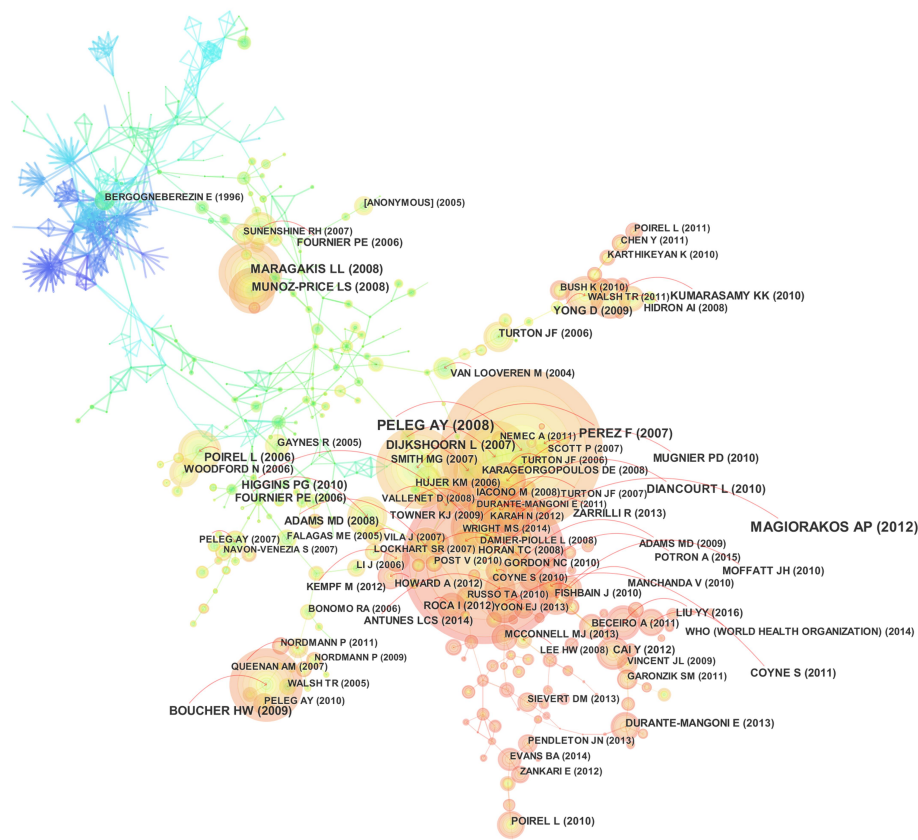 BERGOGNEBEREZIN E (1996)
[ANONYMOUS] (2005)
SUNENSHINE RH (2007)
FOURNIER PE (2006)
POIREL L (2011)
CHEN Y (2011)
KARTHIKEYAN K (2010)
MARAGAKIS LL (2008)
MUNOZ-PRICE LS (2008)
BUSH K (2010)
WALSH TR (2011)
KUMARASAMY KK (2010)
YONG D (2009)
HIDRON AI (2008)
TURTON JF (2006)
VAN LOOVEREN M (2004)
PELEG AY (2008)
NEMEC A (2011)
PEREZ F (2007)
GAYNES R (2005)
DIJKSHOORN L (2007)
SCOTT P (2007)
POIREL L (2006)
SMITH MG (2007)
TURTON JF (2006)
MUGNIER PD (2010)
WOODFORD N (2006)
KARAGEORGOPOULOS DE (2008)
HIGGINS PG (2010)
HUJER KM (2006)
IACONO M (2008)
TURTON JF (2007)
DIANCOURT L (2010)
FOURNIER PE (2006)
VALLENET D (2008)
DURANTE-MANGONI E (2011)
ADAMS MD (2008)
TOWNER KJ (2009)
KARAH N (2012)
ZARRILLI R (2013)
MAGIORAKOS AP (2012)
PELEG AY (2007)
FALAGAS ME (2005)
VILA J (2007)
WRIGHT MS (2014)
DAMIER-PIOLLE L (2008)
ADAMS MD (2009)
NAVON-VENEZIA S (2007)
LOCKHART SR (2007)
HORAN TC (2008)
POTRON A (2015)
LI J (2006)
POST V (2010)
GORDON NC (2010)
MOFFATT JH (2010)
KEMPF M (2012)
HOWARD A (2012)
COYNE S (2010)
MANCHANDA V (2010)
RUSSO TA (2010)
FISHBAIN J (2010)
BONOMO RA (2006)
ROCA I (2012)
YOON EJ (2013)
LIU YY (2016)
ANTUNES LCS (2014)
BECEIRO A (2011)
WHO (WORLD HEALTH ORGANIZATION) (2014)
MCCONNELL MJ (2013)
NORDMANN P (2011)
LEE HW (2008)
CAI Y (2012)
NORDMANN P (2009)
VINCENT JL (2009)
QUEENAN AM (2007)
COYNE S (2011)
WALSH TR (2005)
GARONZIK SM (2011)
PELEG AY (2010)
SIEVERT DM (2013)
BOUCHER HW (2009)
DURANTE-MANGONI E (2013)
PENDLETON JN (2013)
EVANS BA (2014)
ZANKARI E (2012)
POIREL L (2010)